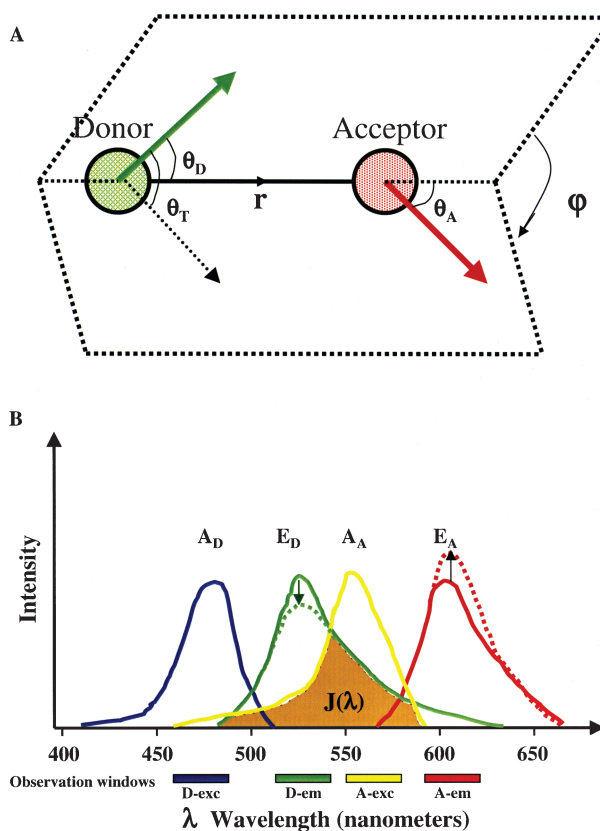 A
Donor
Acceptor
θD
θT
r
θA
φ
B
Intensity
AD
ED
AA
EA
J(λ)
400 450 500 550 600 650
Observation windows
D-exc D-em A-exc A-em
λ Wavelength (nanometers)